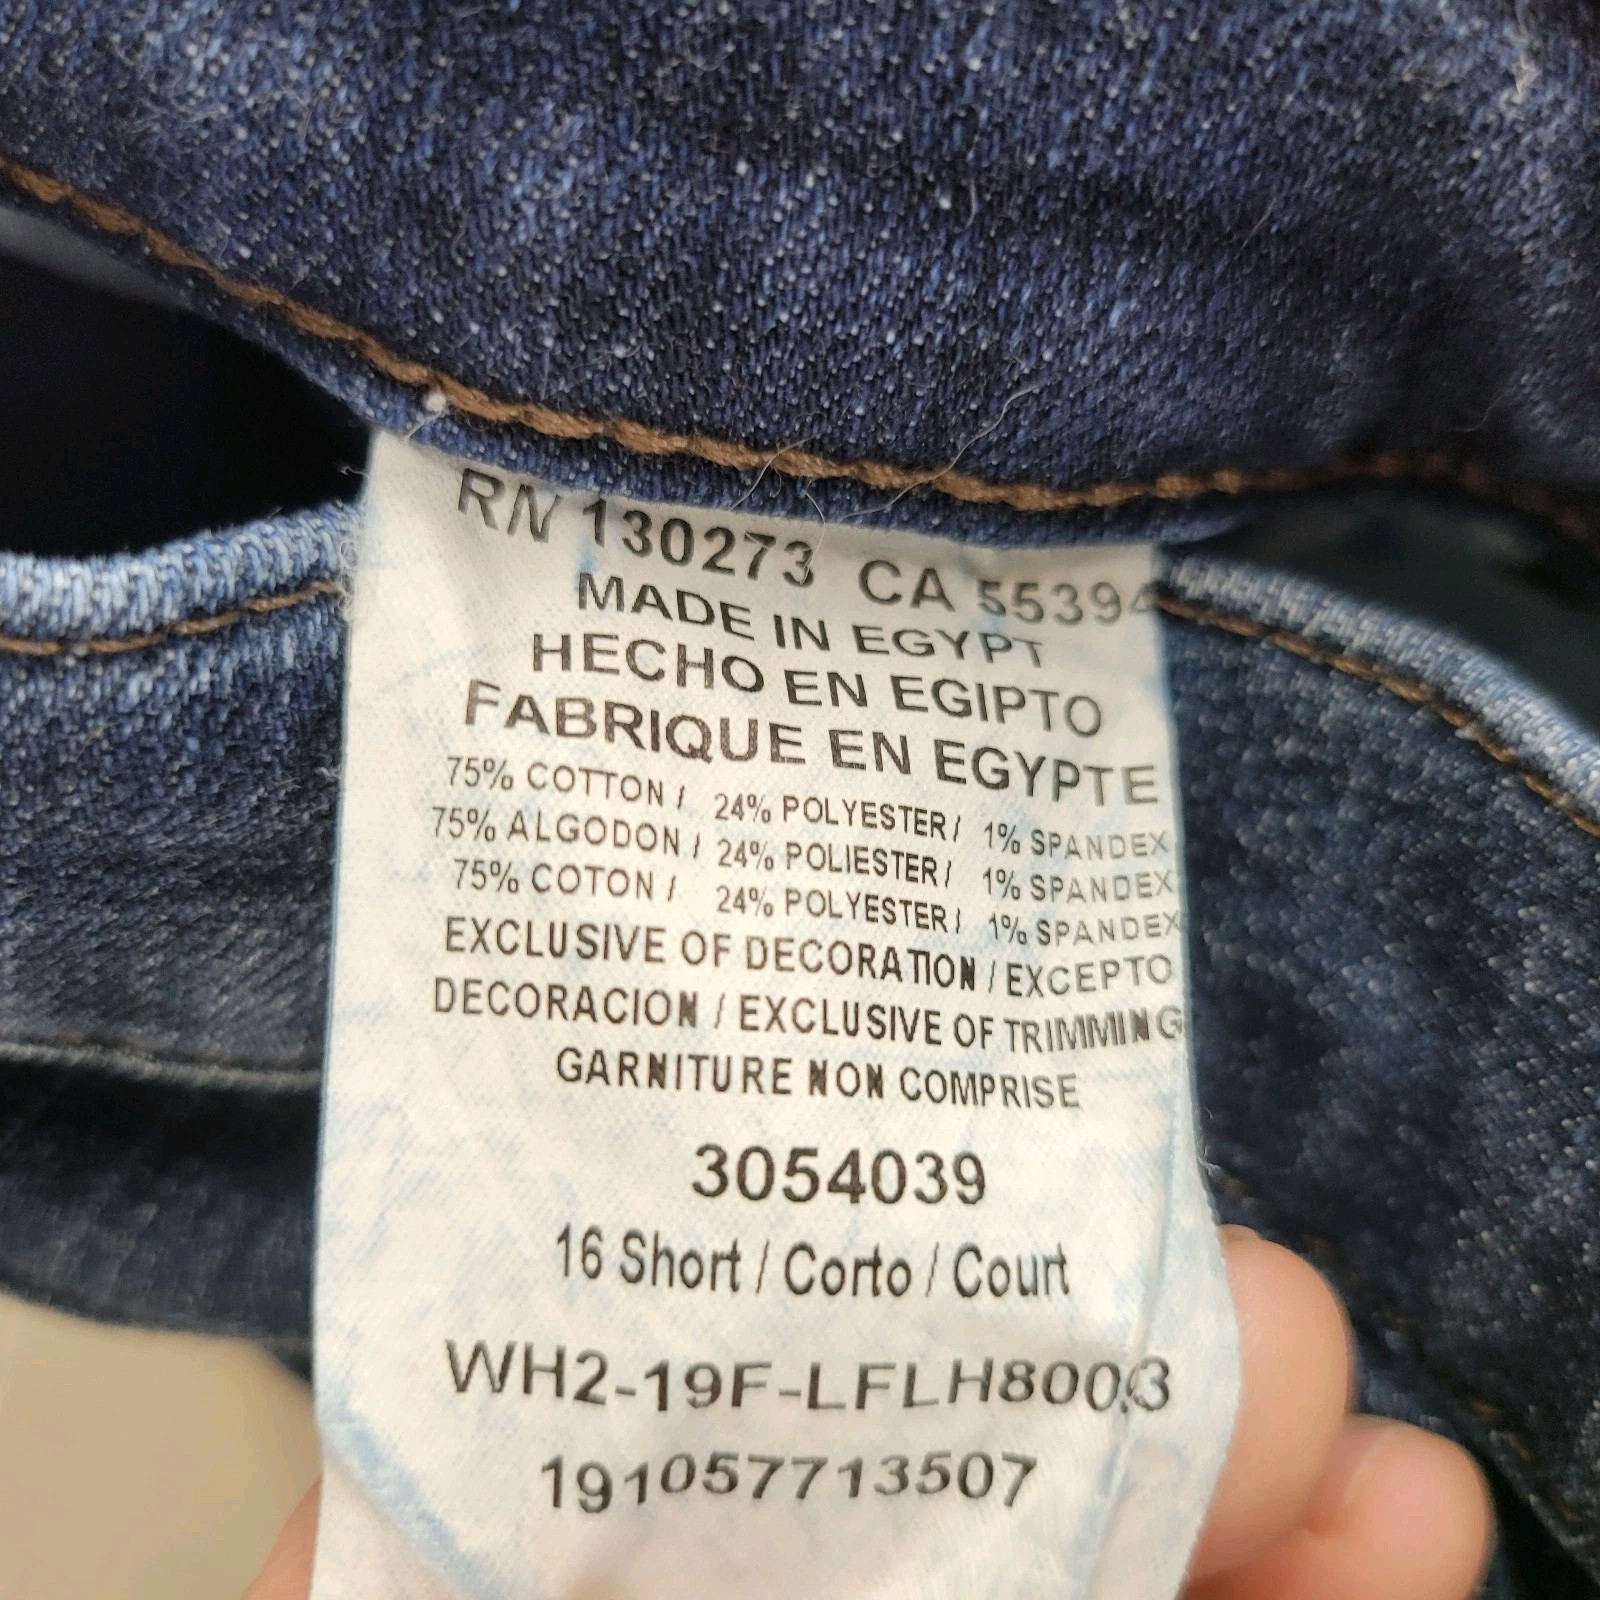 RN 130273 CA 55394
MADE IN EGYPT
HECHO EN EGIPTO
FABRIQUE EN EGYPTE
75% COTTON / 24% POLYESTER / 1% SPANDEX
75% ALGODON / 24% POLIESTER / 1% SPANDEX
75% COTON / 24% POLYESTER / 1% SPANDEX
EXCLUSIVE OF DECORATION / EXCEPTO
DECORACION / EXCLUSIVE OF TRIMMING
GARNITURE NON COMPRISE
3054039
16 Short / Corto / Court
WH2-19F-LFLH8003
191057713507